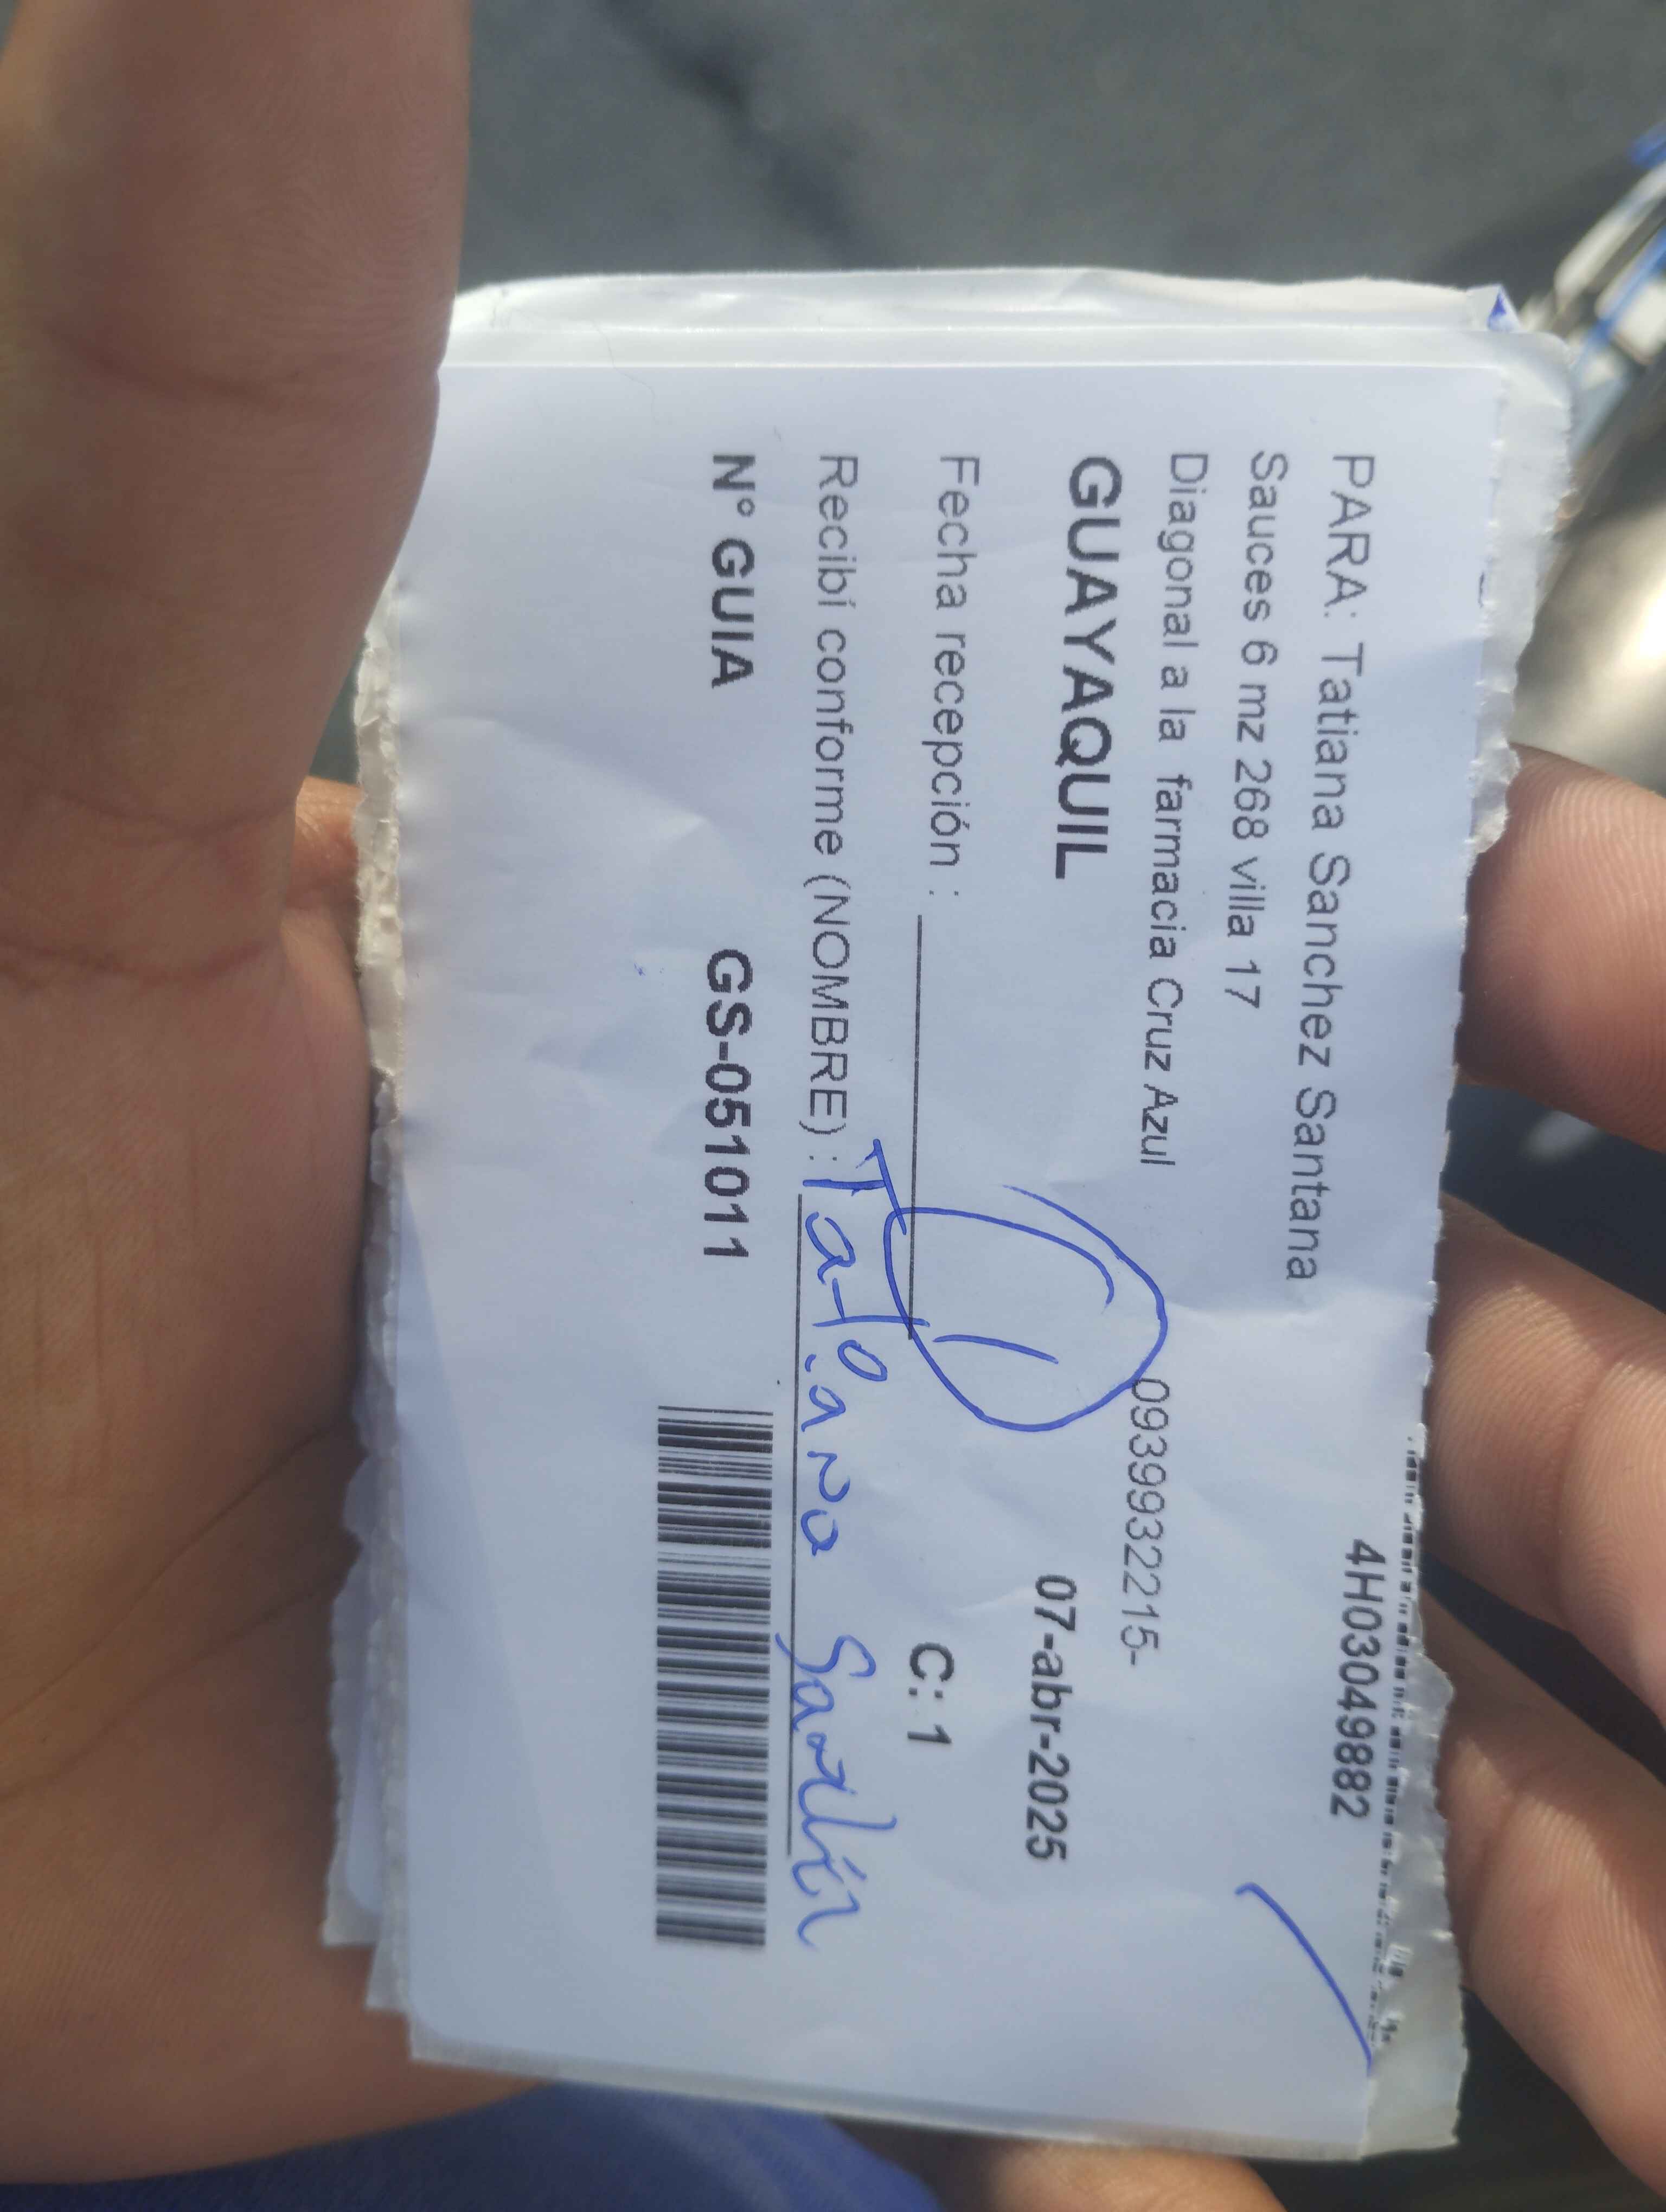 4H03049882
PARA: Tatiana Sanchez Santana
Sauces 6 mz 268 villa 17
Diagonal a la farmacia Cruz Azul 0939932215-
GUAYAQUIL 07-abr-2025
Fecha recepción : C: 1
Recibí conforme (NOMBRE) :
N° GUIA GS-051011